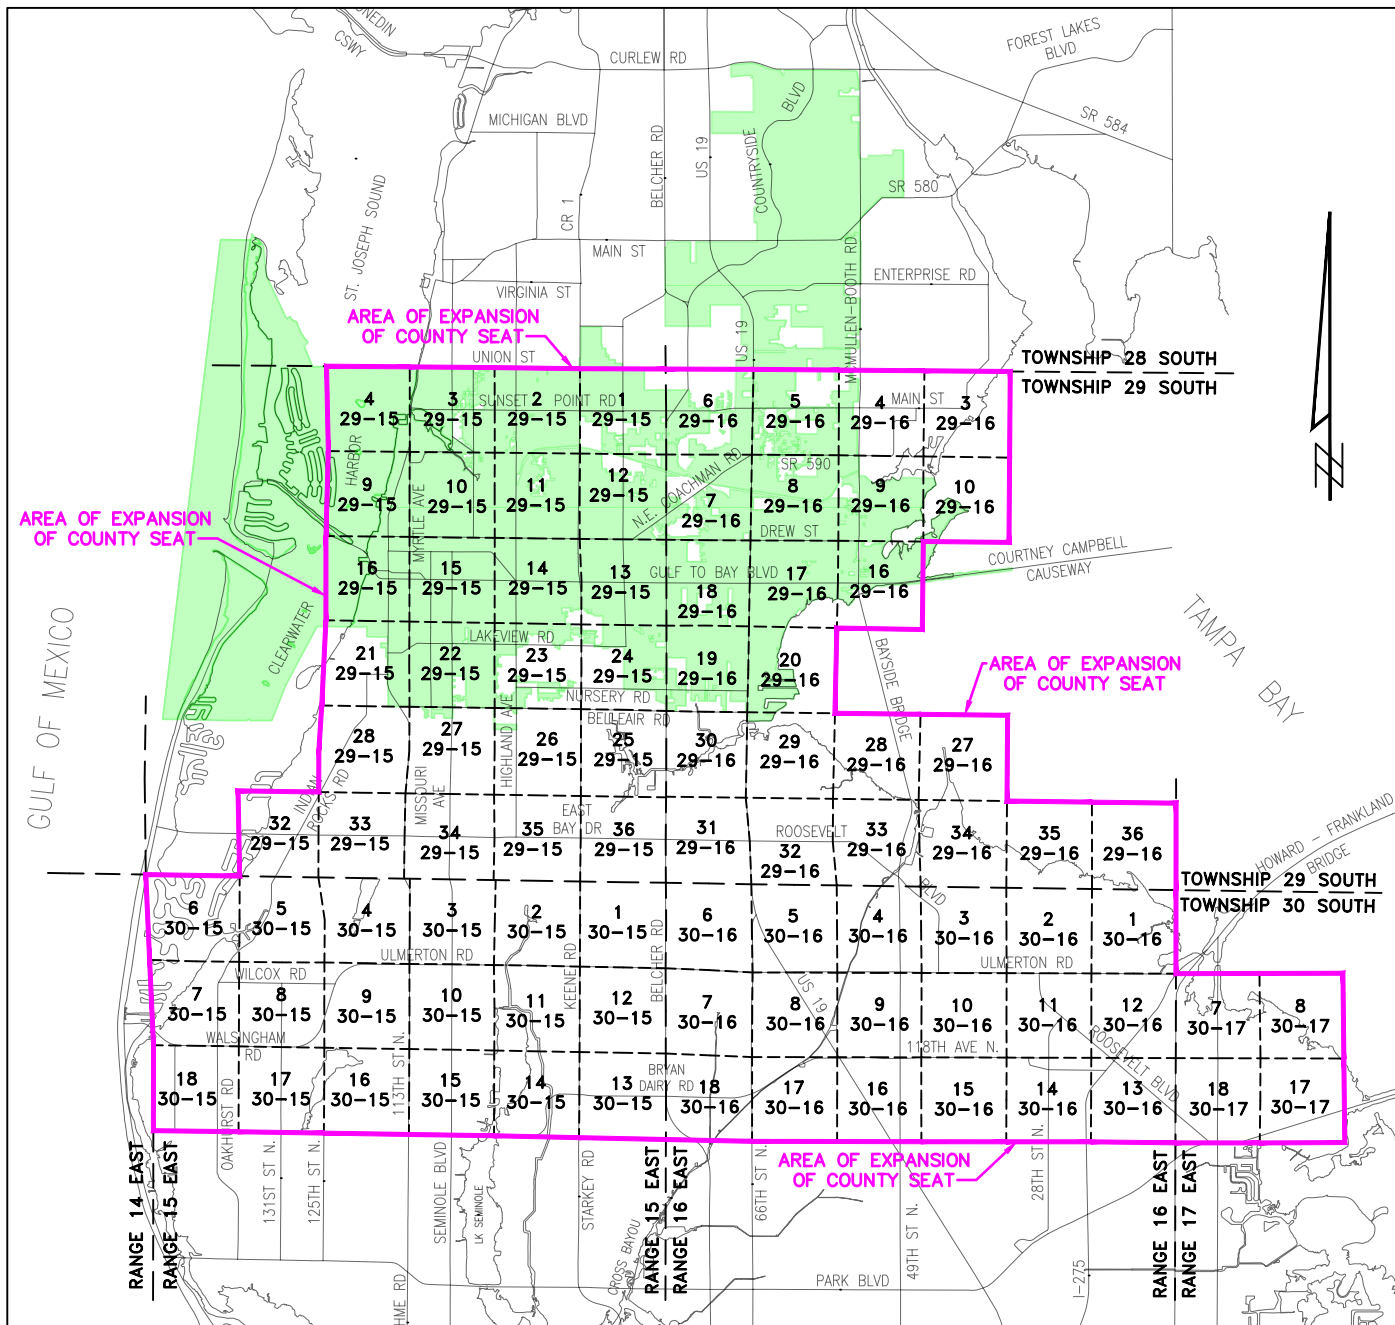 DUNEDIN
CSWY
CURLEW RD
FOREST LAKES
BLVD
MICHIGAN BLVD
SR 584
BELCHER RD
US 19
COUNTRYSIDE
BLVD
ST. JOSEPH SOUND
CR 1
SR 580
MAIN ST
MCMULLEN-BOOTH RD
ENTERPRISE RD
VIRGINIA ST
AREA OF EXPANSION
OF COUNTY SEAT
US 19
UNION ST
TOWNSHIP 28 SOUTH
TOWNSHIP 29 SOUTH
4
29-15
3
29-15
2
29-15
1
29-15
6
29-16
5
29-16
4
29-16
3
29-16
SUNSET POINT RD
MAIN ST
HARBOR
9
29-15
10
29-15
11
29-15
12
29-15
7
29-16
8
29-16
9
29-16
10
29-16
MYRTLE AVE
N.E. COACHMAN RD
SR 590
DREW ST
AREA OF EXPANSION
OF COUNTY SEAT
COURTNEY CAMPBELL
CAUSEWAY
16
29-15
15
29-15
14
29-15
13
29-15
18
29-16
17
29-16
16
29-16
GULF TO BAY BLVD
CLEARWATER
GULF OF MEXICO
TAMPA
BAY
LAKEVIEW RD
21
29-15
22
29-15
23
29-15
24
29-15
19
29-16
20
29-16
NURSERY RD
BELLEAIR RD
HIGHLAND AVE
BAYSIDE BRIDGE
AREA OF EXPANSION
OF COUNTY SEAT
28
29-15
27
29-15
26
29-15
25
29-15
30
29-16
29
29-16
28
29-16
27
29-16
INDIAN
ROCKS RD
MISSOURI
AVE
EAST
BAY DR
ROOSEVELT
BLVD
32
29-15
33
29-15
34
29-15
35
29-15
36
29-15
31
29-16
32
29-16
33
29-16
34
29-16
35
29-16
36
29-16
HOWARD - FRANKLAND
BRIDGE
TOWNSHIP 29 SOUTH
TOWNSHIP 30 SOUTH
6
30-15
5
30-15
4
30-15
3
30-15
2
30-15
1
30-15
6
30-16
5
30-16
4
30-16
3
30-16
2
30-16
1
30-16
ULMERTON RD
ULMERTON RD
WILCOX RD
KEENE RD
BELCHER RD
US 19
7
30-15
8
30-15
9
30-15
10
30-15
11
30-15
12
30-15
7
30-16
8
30-16
9
30-16
10
30-16
11
30-16
12
30-16
7
30-17
8
30-17
WALSINGHAM
RD
113TH ST N.
118TH AVE N.
ROOSEVELT BLVD
BRYAN
DAIRY RD
18
30-15
17
30-15
16
30-15
15
30-15
14
30-15
13
30-15
18
30-16
17
30-16
16
30-16
15
30-16
14
30-16
13
30-16
18
30-17
17
30-17
OAKHURST RD
131ST ST N.
125TH ST N.
SEMINOLE BLVD
LK SEMINOLE
STARKEY RD
CROSS BAYOU
66TH ST N.
49TH ST N.
28TH ST N.
I-275
AREA OF EXPANSION
OF COUNTY SEAT
RANGE 14 EAST
RANGE 15 EAST
RANGE 15 EAST
RANGE 16 EAST
RANGE 16 EAST
RANGE 17 EAST
PARK BLVD
N